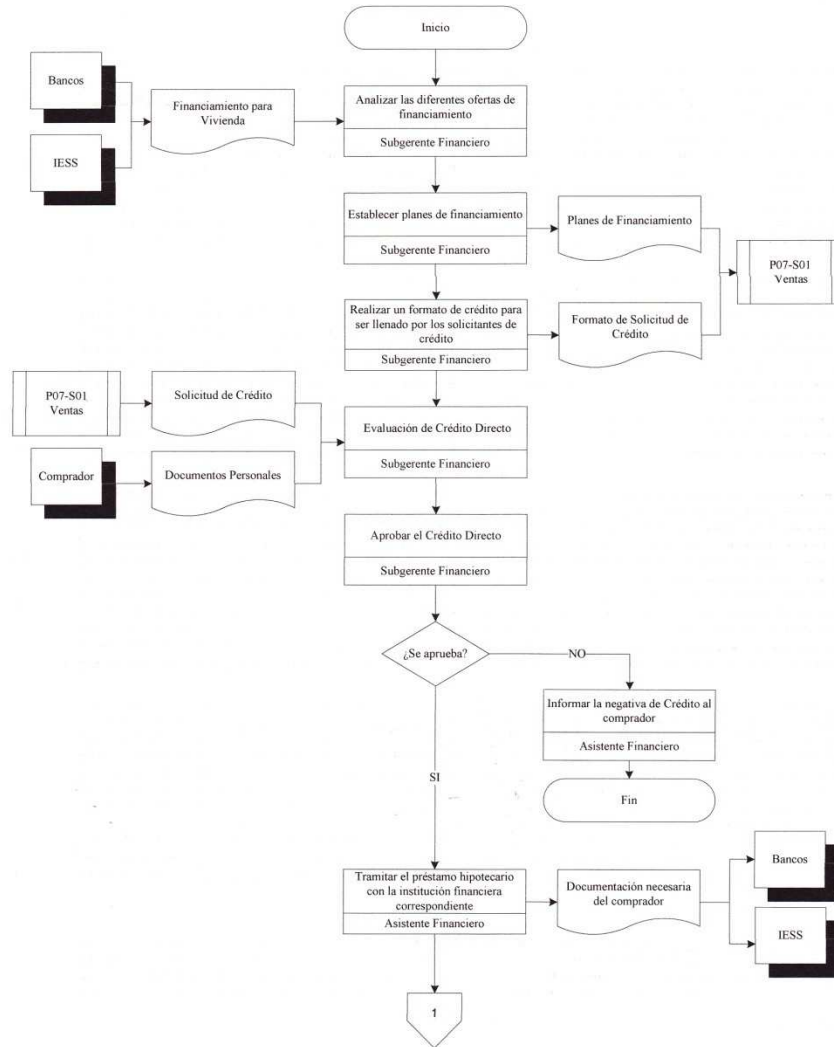 Inicio
Bancos
Financiamiento para
Vivienda
Analizar las diferentes ofertas de
financiamiento
Subgerente Financiero
IESS
Establecer planes de financiamiento
Subgerente Financiero
Planes de Financiamiento
P07-S01
Ventas
Realizar un formato de crédito para
ser llenado por los solicitantes de
crédito
Subgerente Financiero
Formato de Solicitud de
Crédito
P07-S01
Ventas
Solicitud de Crédito
Evaluación de Crédito Directo
Subgerente Financiero
Comprador
Documentos Personales
Aprobar el Crédito Directo
Subgerente Financiero
¿Se aprueba?
NO
Informar la negativa de Crédito al
comprador
Asistente Financiero
SI
Fin
Tramitar el préstamo hipotecario
con la institución financiera
correspondiente
Asistente Financiero
Documentación necesaria
del comprador
Bancos
IESS
1